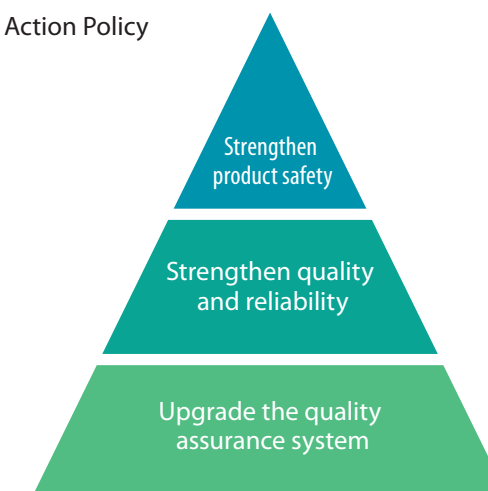 Action Policy
Strengthen
product safety
Strengthen quality
and reliability
Upgrade the quality
assurance system